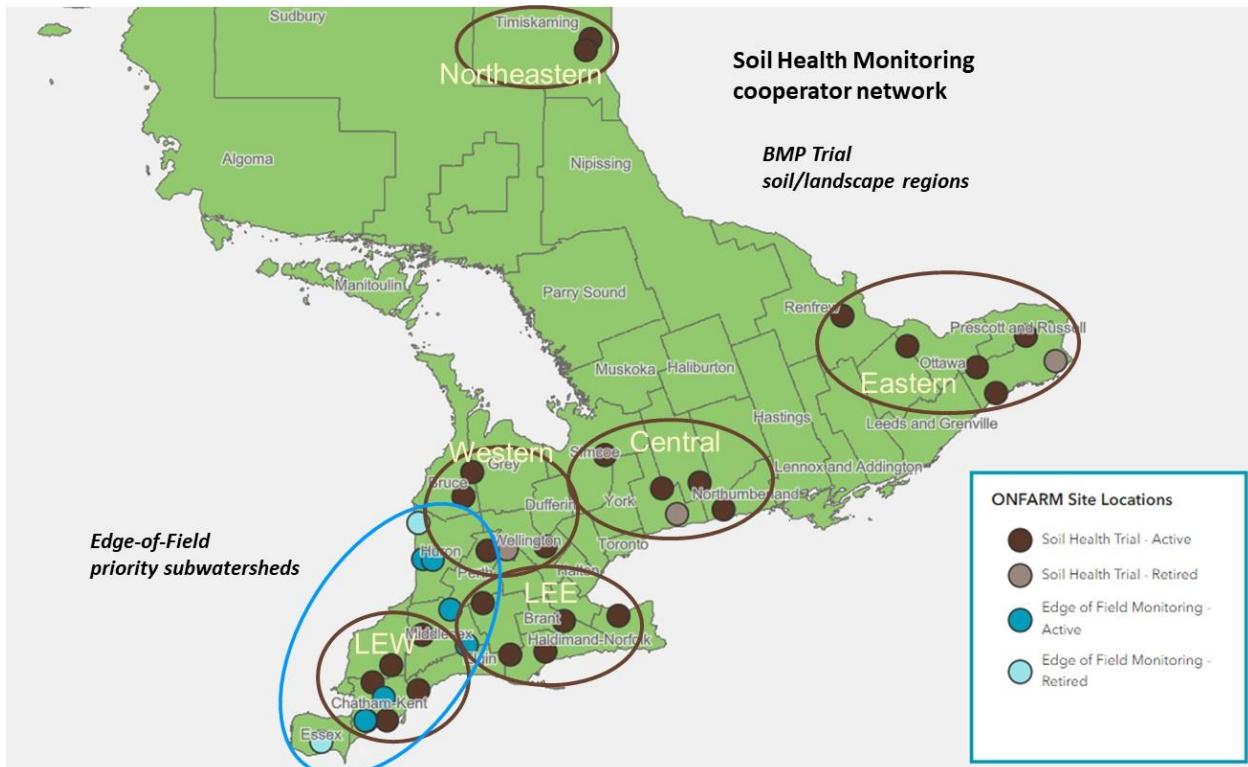 Sudbury
Timiskaming
Northeastern
Soil Health Monitoring
cooperator network
BMP Trial
soil/landscape regions
Algoma
Nipissing
Manitoulin
Parry Sound
Renfrew
Prescott and Russell
Ottawa
Eastern
Muskoka
Haliburton
Hastings
Leeds and Grenville
Lennox and Addington
Western
Grey
Bruce
Dufferin
Simcoe
Central
York
Northumberland
Toronto
Edge-of-Field
priority subwatersheds
Huron
Wellington
Perth
Halton
LEE
Brant
Haldimand-Norfolk
LEW
Middlesex
Elgin
Chatham-Kent
Essex
ONFARM Site Locations
Soil Health Trial - Active
Soil Health Trial - Retired
Edge of Field Monitoring -
Active
Edge of Field Monitoring -
Retired